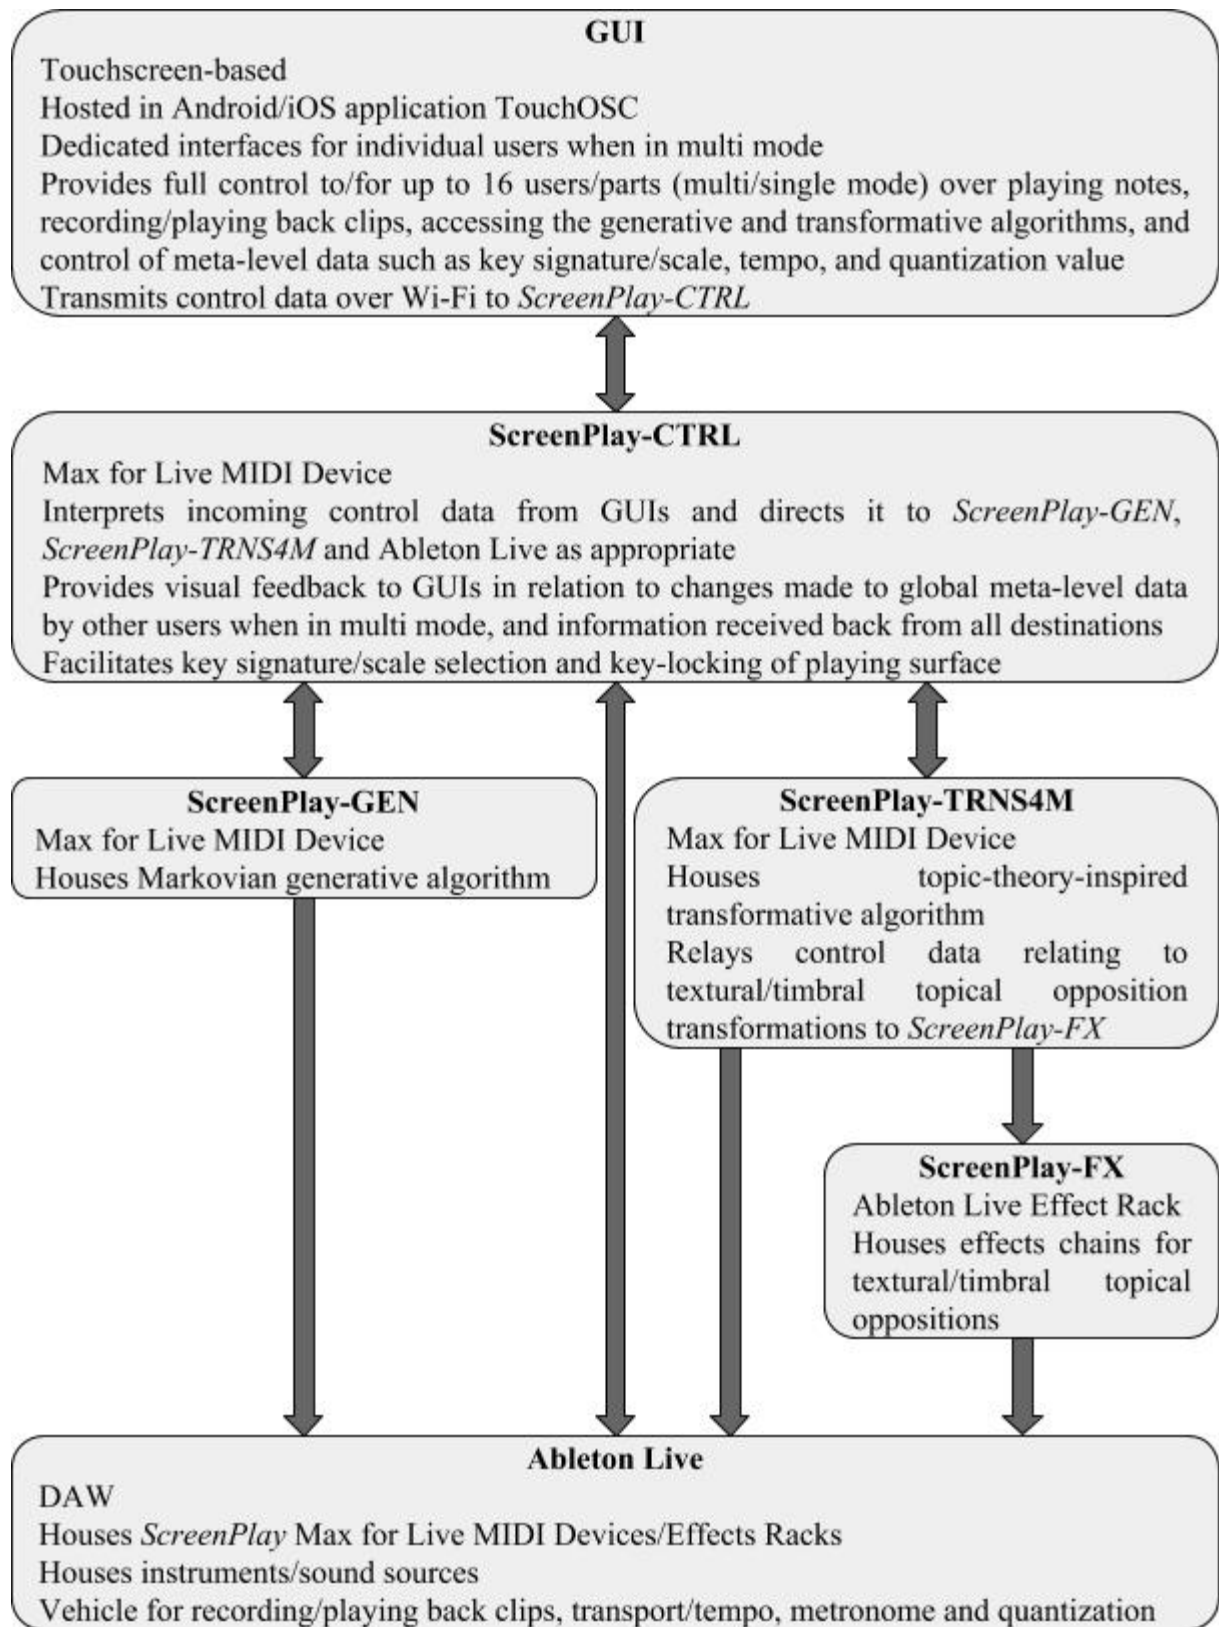 GUI
Touchscreen-based
Hosted in Android/iOS application TouchOSC
Dedicated interfaces for individual users when in multi mode
Provides full control to/for up to 16 users/parts (multi/single mode) over playing notes,
recording/playing back clips, accessing the generative and transformative algorithms, and
control of meta-level data such as key signature/scale, tempo, and quantization value
Transmits control data over Wi-Fi to ScreenPlay-CTRL
ScreenPlay-CTRL
Max for Live MIDI Device
Interprets incoming control data from GUIs and directs it to ScreenPlay-GEN,
ScreenPlay-TRNS4M and Ableton Live as appropriate
Provides visual feedback to GUIs in relation to changes made to global meta-level data
by other users when in multi mode, and information received back from all destinations
Facilitates key signature/scale selection and key-locking of playing surface
ScreenPlay-GEN
Max for Live MIDI Device
Houses Markovian generative algorithm
ScreenPlay-TRNS4M
Max for Live MIDI Device
Houses topic-theory-inspired
transformative algorithm
Relays control data relating to
textural/timbral topical opposition
transformations to ScreenPlay-FX
ScreenPlay-FX
Ableton Live Effect Rack
Houses effects chains for
textural/timbral topical
oppositions
Ableton Live
DAW
Houses ScreenPlay Max for Live MIDI Devices/Effects Racks
Houses instruments/sound sources
Vehicle for recording/playing back clips, transport/tempo, metronome and quantization